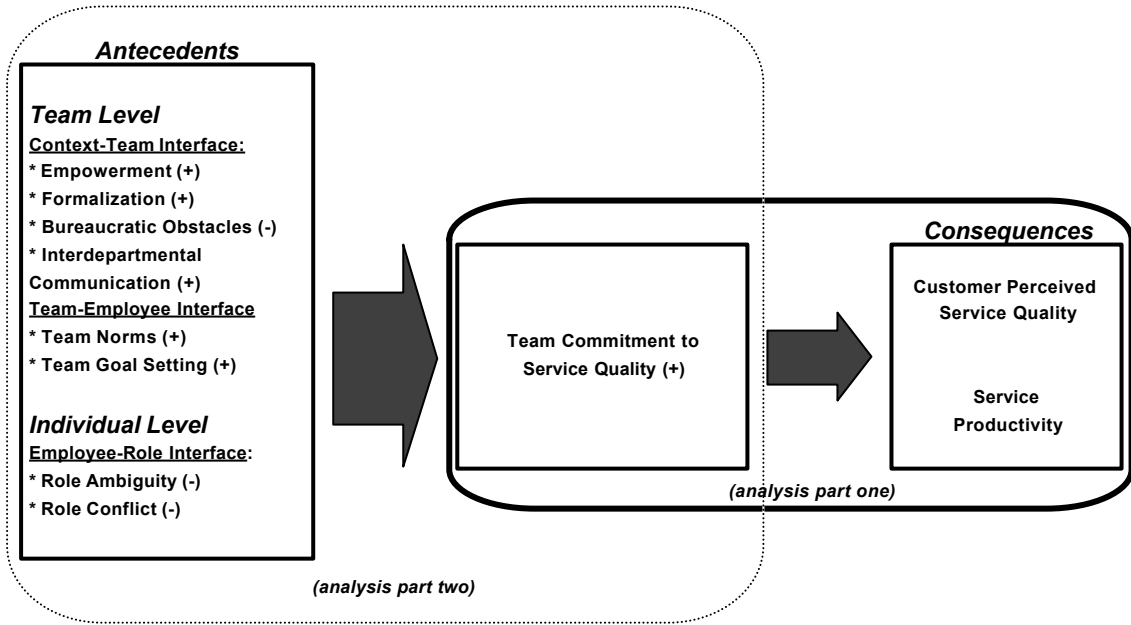 Antecedents
Team Level
Context-Team Interface:
* Empowerment (+)
* Formalization (+)
* Bureaucratic Obstacles (-)
* Interdepartmental
Communication (+)
Team-Employee Interface
* Team Norms (+)
* Team Goal Setting (+)
Individual Level
Employee-Role Interface:
* Role Ambiguity (-)
* Role Conflict (-)
(analysis part two)
Team Commitment to
Service Quality (+)
Consequences
Customer Perceived
Service Quality
Service
Productivity
(analysis part one)